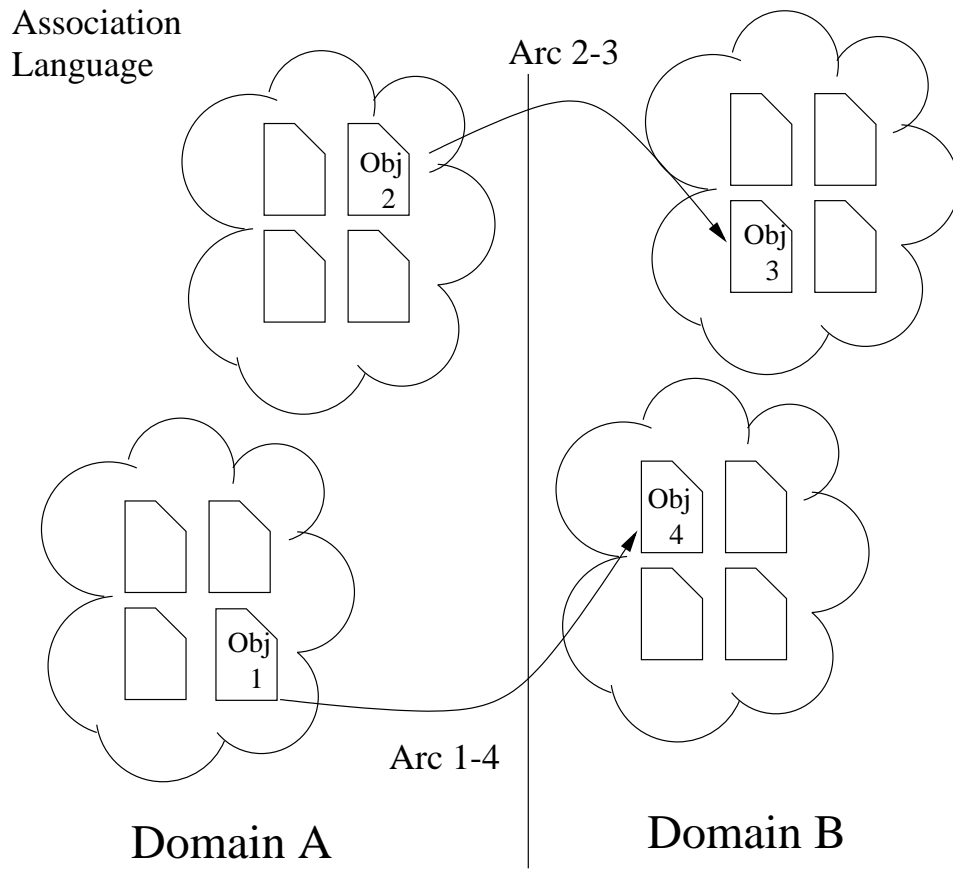 Association
Language
Arc 2-3
Obj
2
Obj
3
Obj
4
Obj
1
Arc 1-4
Domain A
Domain B